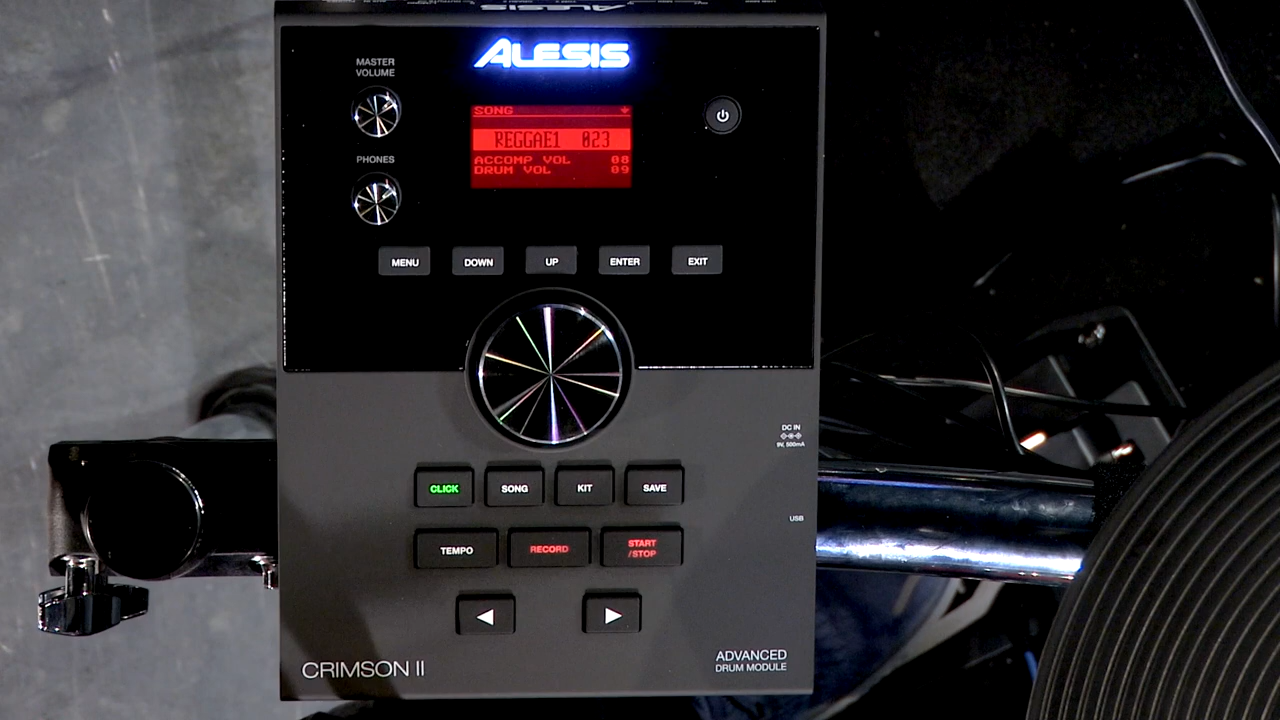 ALESIS
ALESIS
MASTER
VOLUME
PHONES
SONG
REGGAE1 023
ACCOMP VOL 08
DRUM VOL 09
MENU DOWN UP ENTER EXIT
DC IN
9V, 500mA
CLICK SONG KIT SAVE
USB
TEMPO RECORD START
/STOP
CRIMSON II
ADVANCED
DRUM MODULE